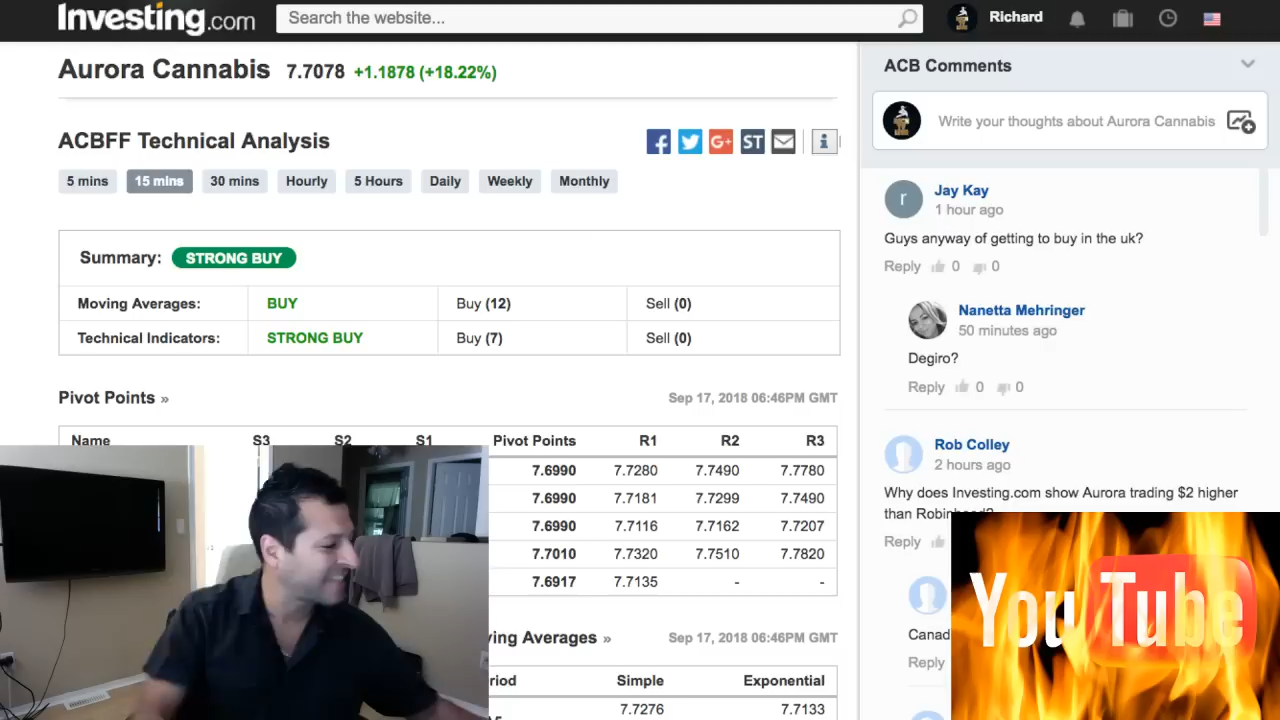 Investing.com
Search the website...
Richard
Aurora Cannabis 7.7078 +1.1878 (+18.22%)
ACBFF Technical Analysis
G+ ST i
5 mins 15 mins 30 mins Hourly 5 Hours Daily Weekly Monthly
Summary: STRONG BUY
Moving Averages: BUY Buy (12) Sell (0)
Technical Indicators: STRONG BUY Buy (7) Sell (0)
Pivot Points » Sep 17, 2018 06:46PM GMT
Name S3 S2 S1 Pivot Points R1 R2 R3
7.6990 7.7280 7.7490 7.7780
7.6990 7.7181 7.7299 7.7490
7.6990 7.7116 7.7162 7.7207
7.7010 7.7320 7.7510 7.7820
7.6917 7.7135 - -
ving Averages » Sep 17, 2018 06:46PM GMT
riod Simple Exponential
7.7276 7.7133
ACB Comments
Write your thoughts about Aurora Cannabis
r
Jay Kay
1 hour ago
Guys anyway of getting to buy in the uk?
Reply 0 0
Nanetta Mehringer
50 minutes ago
Degiro?
Reply 0 0
Rob Colley
2 hours ago
Why does Investing.com show Aurora trading $2 higher
than Robinhood?
Reply
Canad
Reply
YouTube